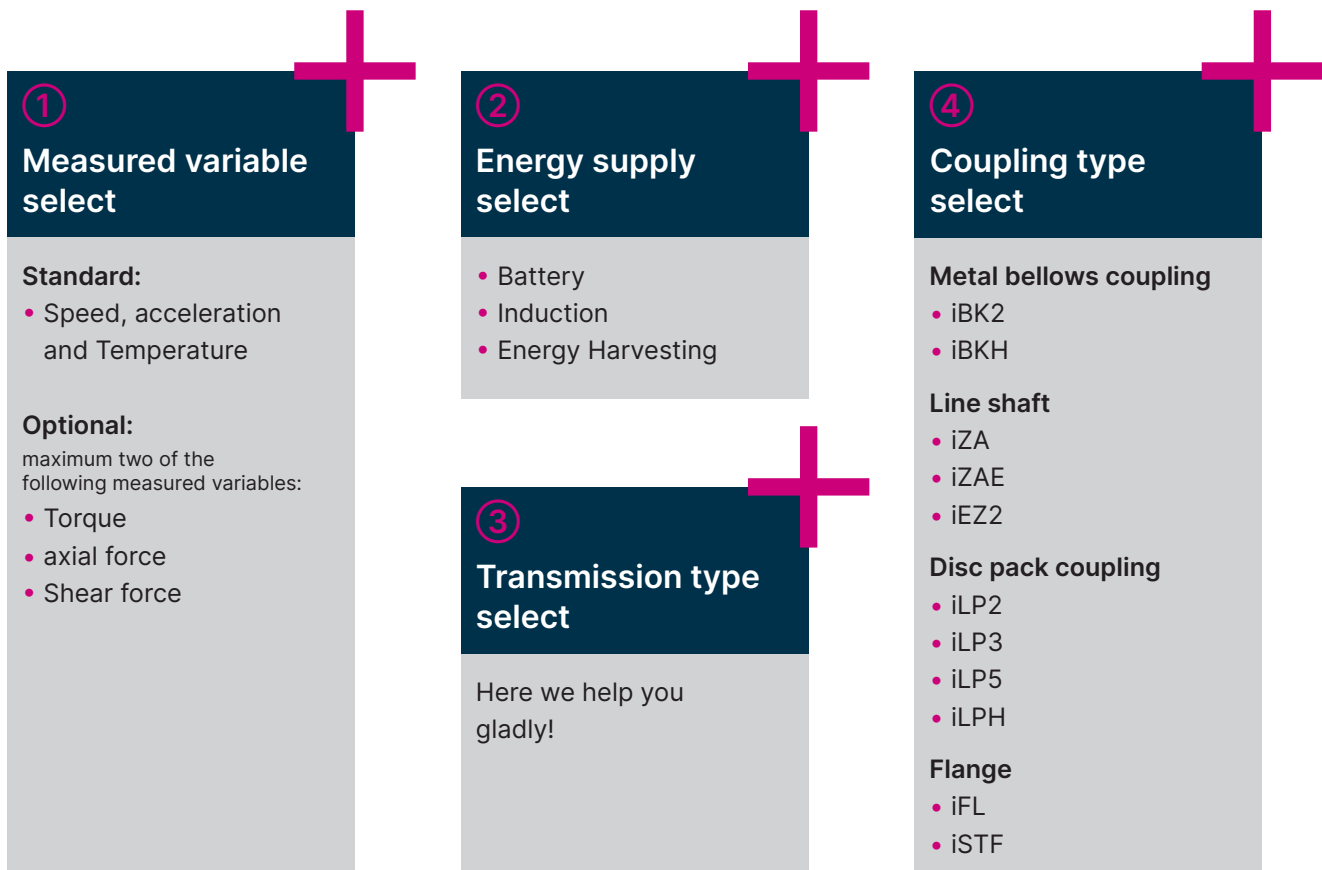 ①
Measured variable
select
Standard:
• Speed, acceleration
and Temperature
Optional:
maximum two of the
following measured variables:
• Torque
• axial force
• Shear force
②
Energy supply
select
• Battery
• Induction
• Energy Harvesting
③
Transmission type
select
Here we help you
gladly!
④
Coupling type
select
Metal bellows coupling
• iBK2
• iBKH
Line shaft
• iZA
• iZAE
• iEZ2
Disc pack coupling
• iLP2
• iLP3
• iLP5
• iLPH
Flange
• iFL
• iSTF